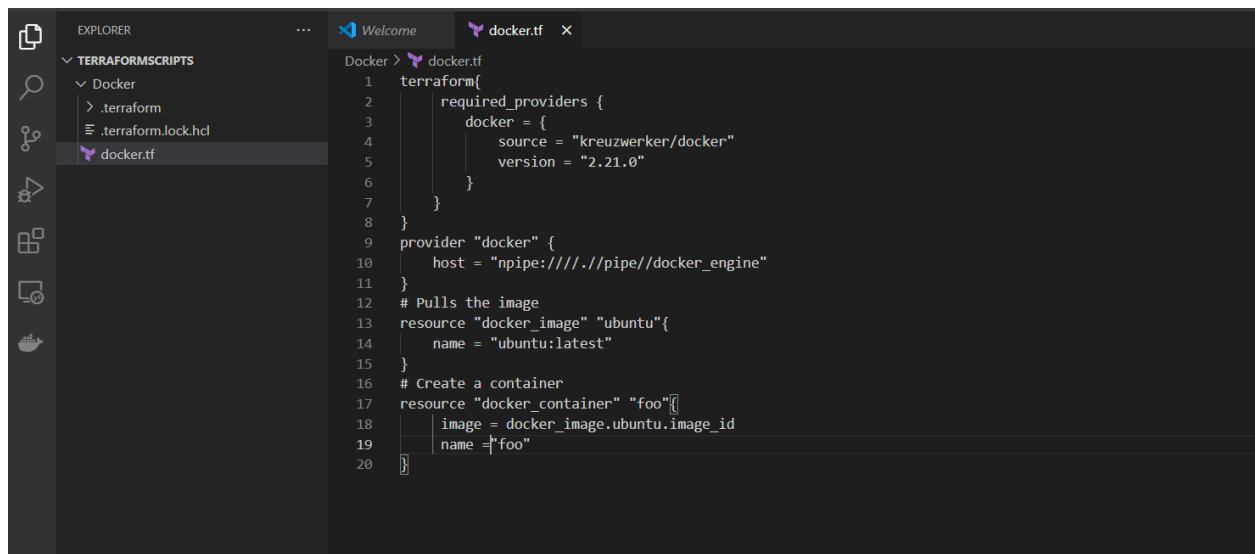 EXPLORER
...
Welcome
docker.tf
TERRAFORMSCRIPTS
Docker
.terraform
.terraform.lock.hcl
docker.tf
Docker > docker.tf
1 terraform{
2 required_providers {
3 docker = {
4 source = "kreuzwerker/docker"
5 version = "2.21.0"
6 }
7 }
8 }
9 provider "docker" {
10 host = "npipe:////.//pipe//docker_engine"
11 }
12 # Pulls the image
13 resource "docker_image" "ubuntu"{
14 name = "ubuntu:latest"
15 }
16 # Create a container
17 resource "docker_container" "foo"{
18 image = docker_image.ubuntu.image_id
19 name ="foo"
20 }